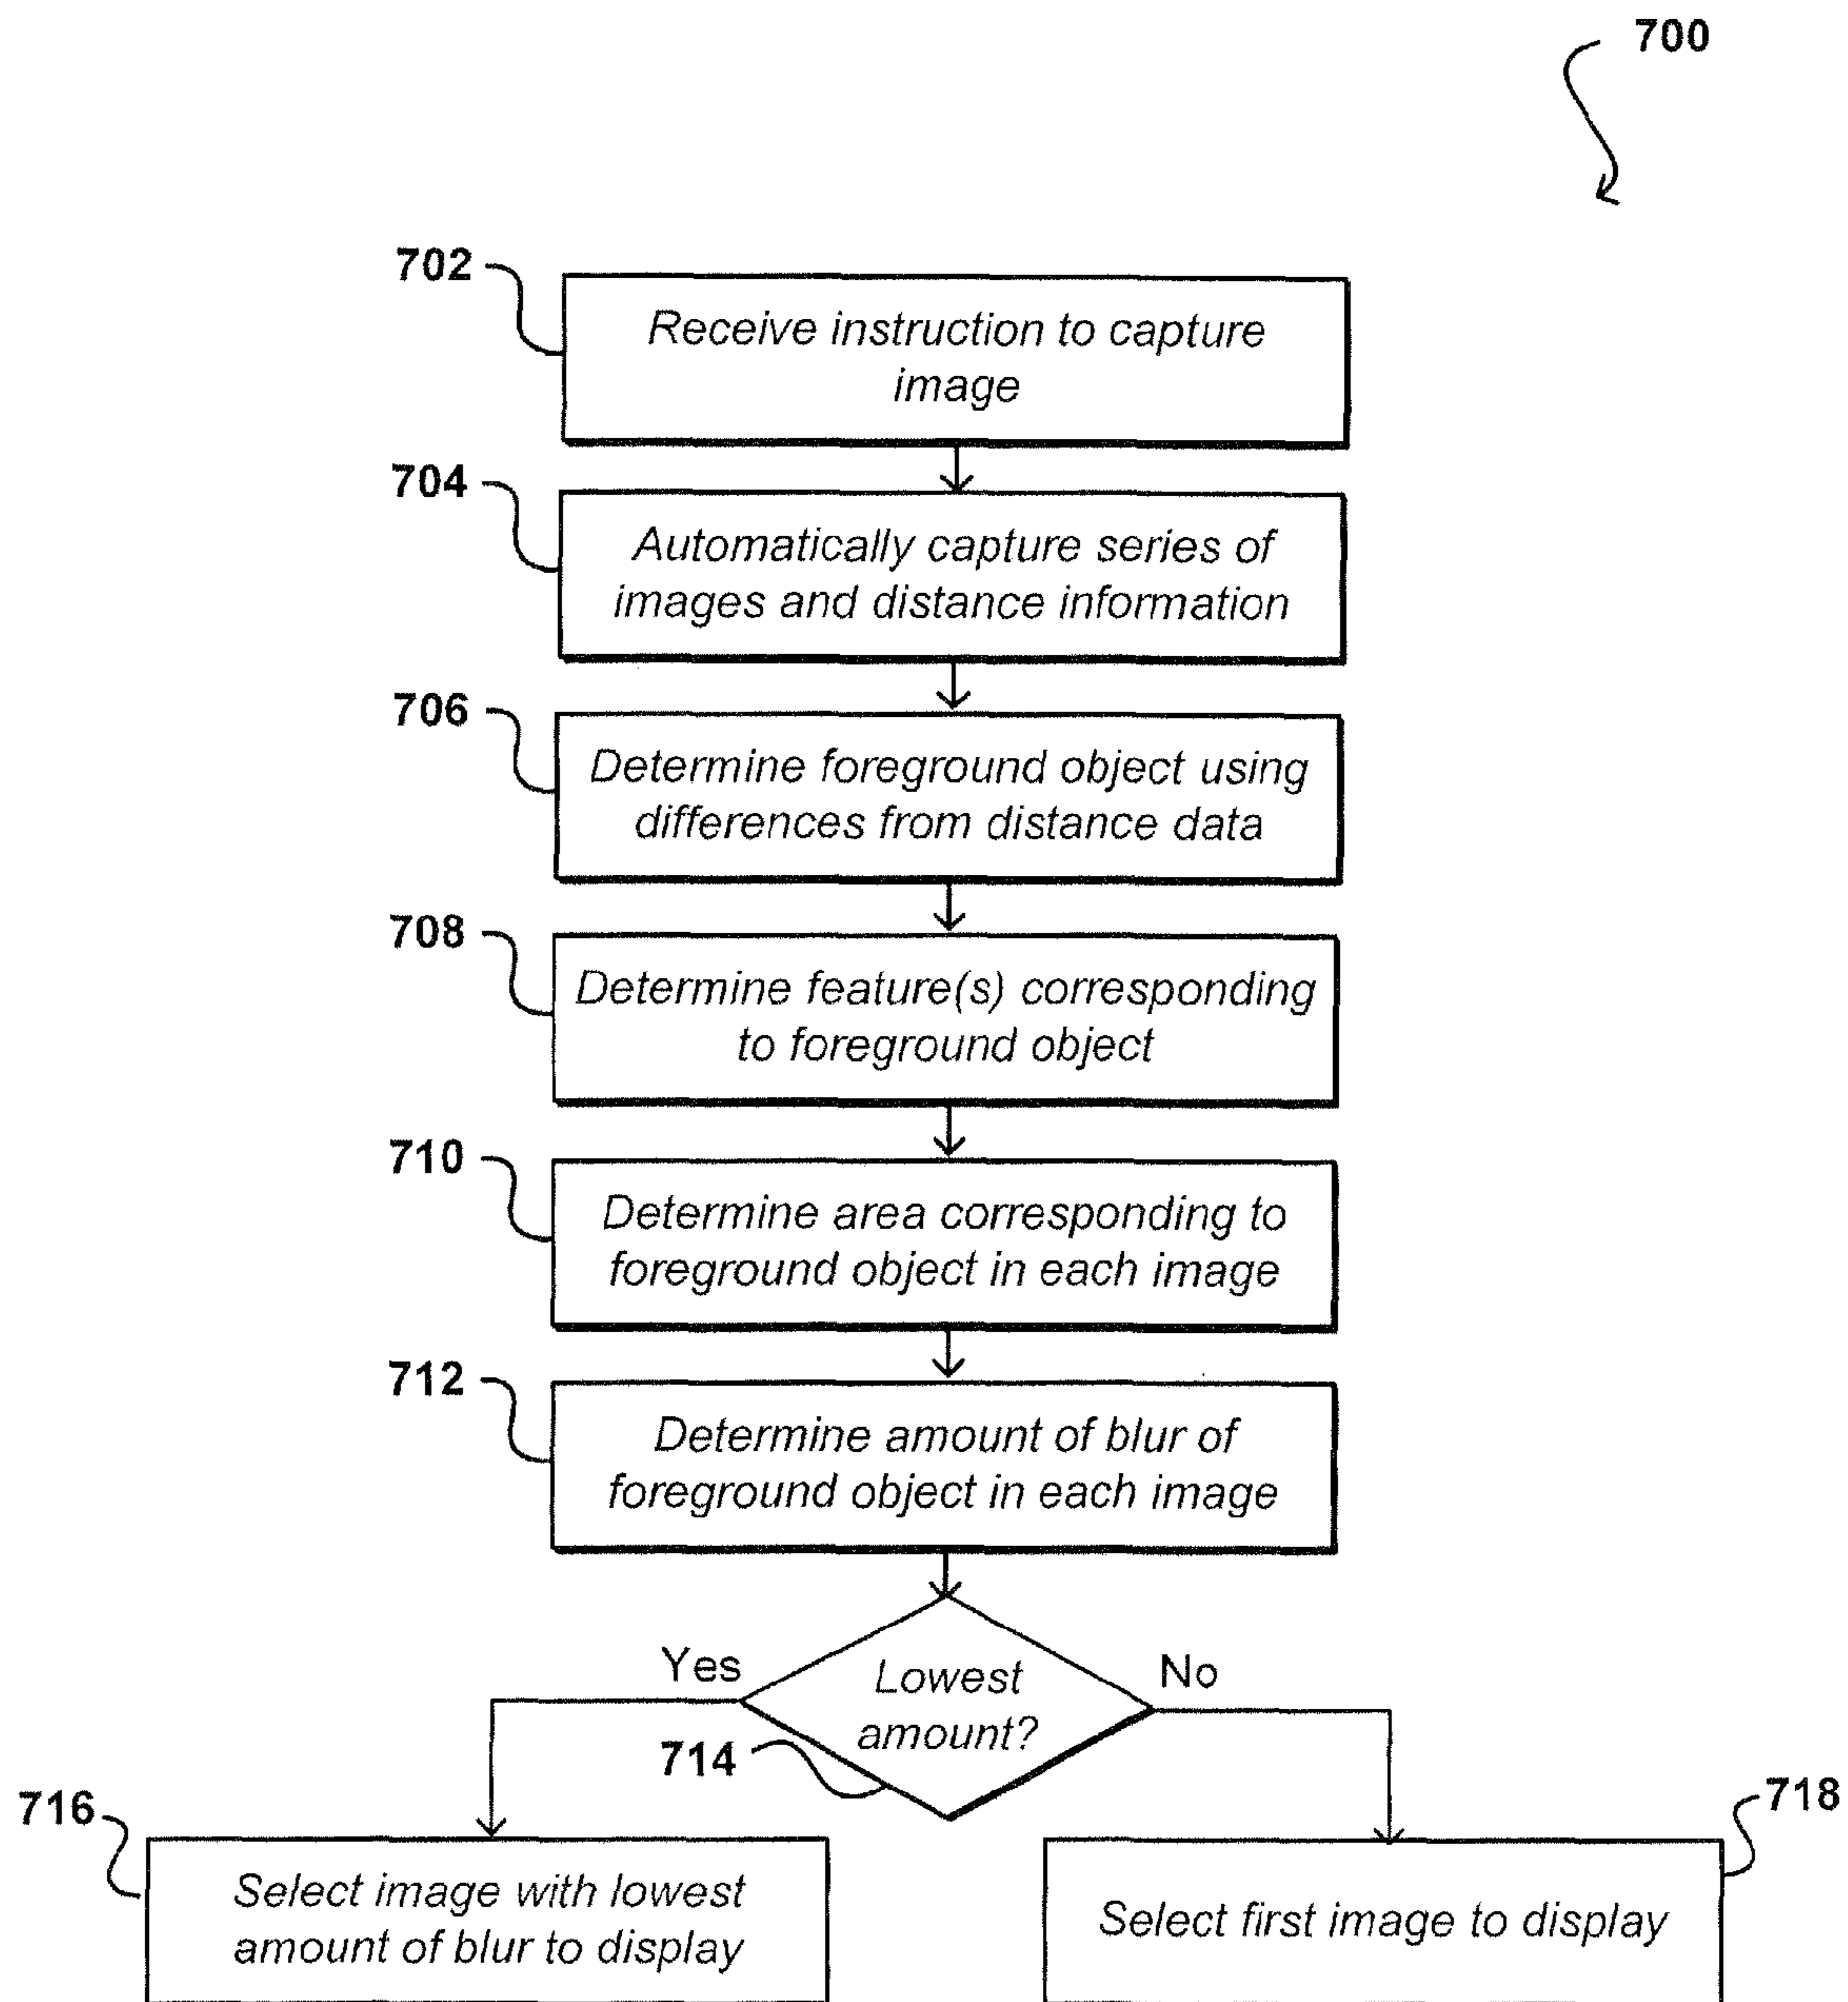 700
702
Receive instruction to capture
image
704
Automatically capture series of
images and distance information
706
Determine foreground object using
differences from distance data
708
Determine feature(s) corresponding
to foreground object
710
Determine area corresponding to
foreground object in each image
712
Determine amount of blur of
foreground object in each image
Yes
Lowest
amount?
No
714
716
Select image with lowest
amount of blur to display
718
Select first image to display